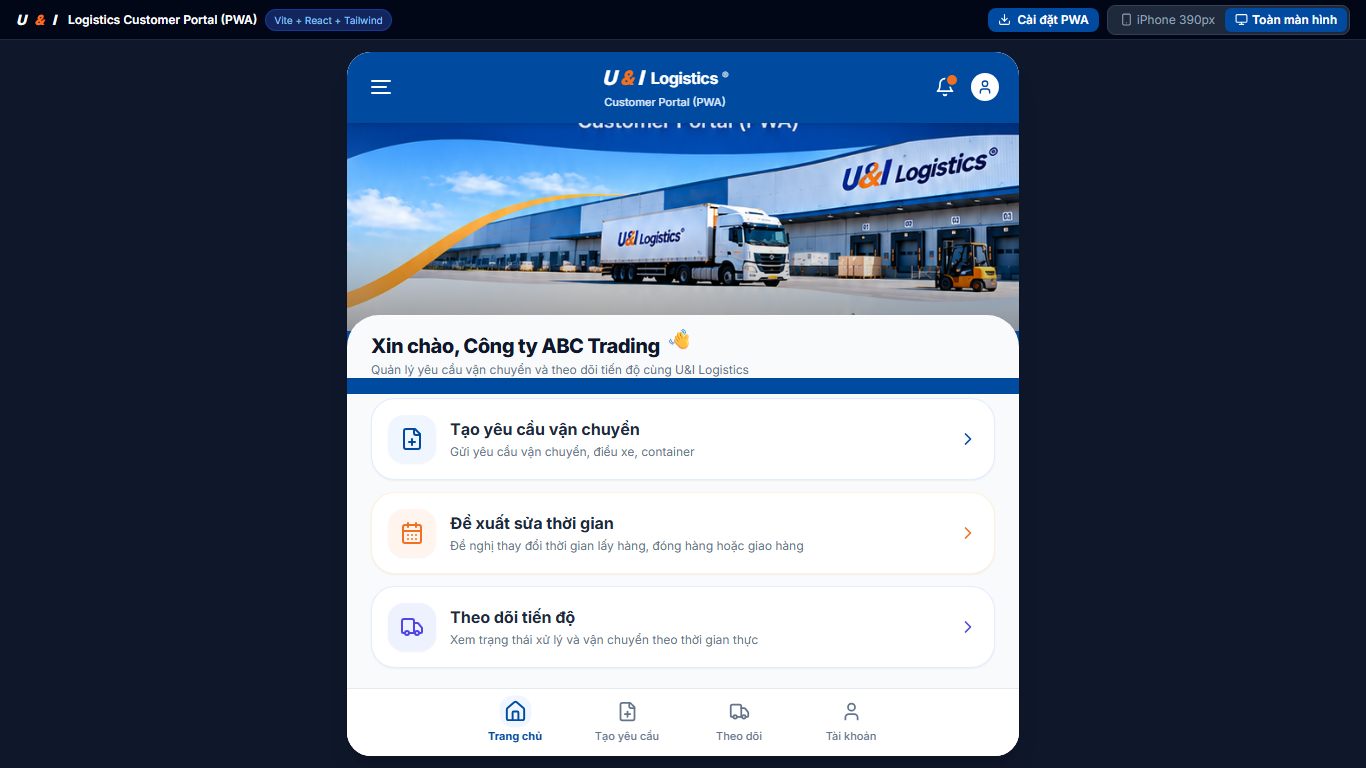 U & I Logistics Customer Portal (PWA)
Vite + React + Tailwind
Cài đặt PWA
iPhone 390px
Toàn màn hình
U & I Logistics ®
Customer Portal (PWA)
Customer Portal (PWA)
U&I Logistics®
U&I Logistics®
01
02
03
03
Xin chào, Công ty ABC Trading 👋
Quản lý yêu cầu vận chuyển và theo dõi tiến độ cùng U&I Logistics
Tạo yêu cầu vận chuyển
Gửi yêu cầu vận chuyển, điều xe, container
Đề xuất sửa thời gian
Đề nghị thay đổi thời gian lấy hàng, đóng hàng hoặc giao hàng
Theo dõi tiến độ
Xem trạng thái xử lý và vận chuyển theo thời gian thực
Trang chủ
Tạo yêu cầu
Theo dõi
Tài khoản